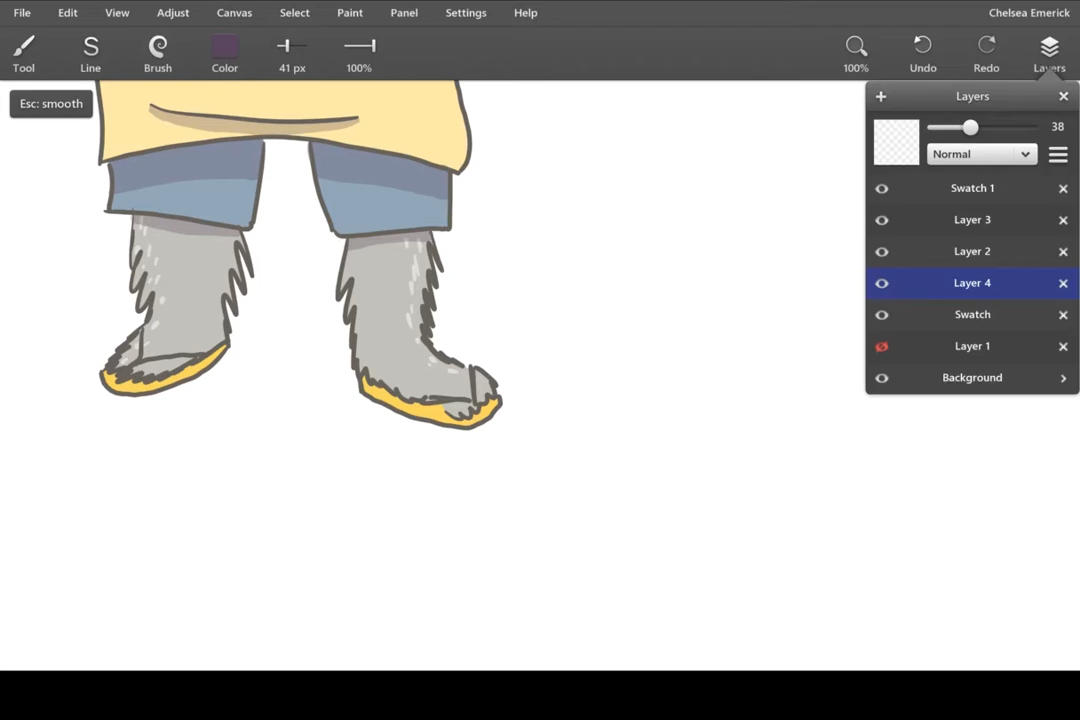 File Edit View Adjust Canvas Select Paint Panel Settings Help Chelsea Emerick
S
Tool Line Brush Color 41 px 100% 100% Undo Redo Layers
Esc: smooth
+ Layers ×
38
Normal
Swatch 1 ×
Layer 3 ×
Layer 2 ×
Layer 4 ×
Swatch ×
Layer 1 ×
Background >